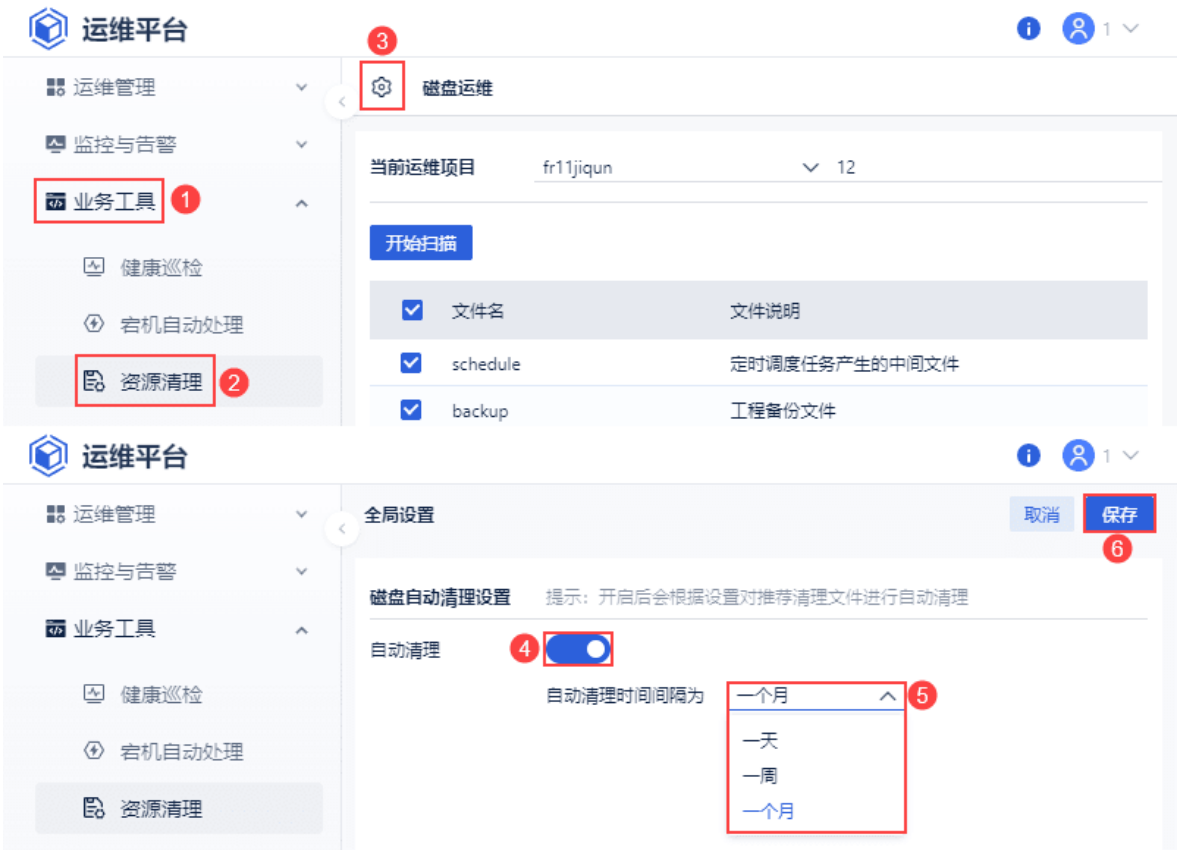 运维平台
1
3
运维管理
磁盘运维
监控与告警
当前运维项目 fr11jiqun 12
业务工具 1
开始扫描
健康巡检
文件名 文件说明
宕机自动处理
schedule 定时调度任务产生的中间文件
资源清理 2
backup 工程备份文件
运维平台
1
运维管理
全局设置 取消 保存
6
监控与告警
磁盘自动清理设置 提示：开启后会根据设置对推荐清理文件进行自动清理
业务工具
自动清理 4
健康巡检
自动清理时间间隔为 一个月 5
一天
宕机自动处理
一周
资源清理
一个月